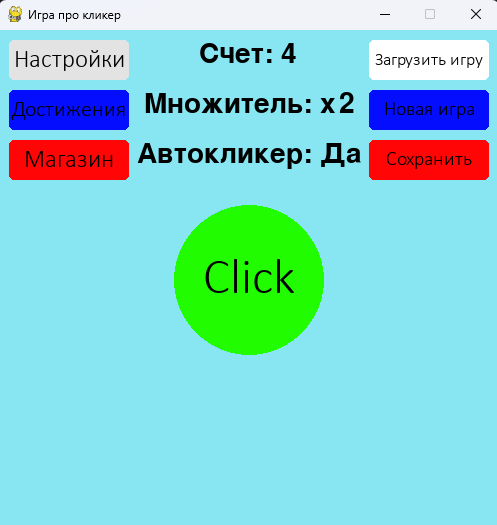 Игра про кликер
Настройки
Счет: 4
Загрузить игру
Достижения
Множитель: x2
Новая игра
Магазин
Автокликер: Да
Сохранить
Click